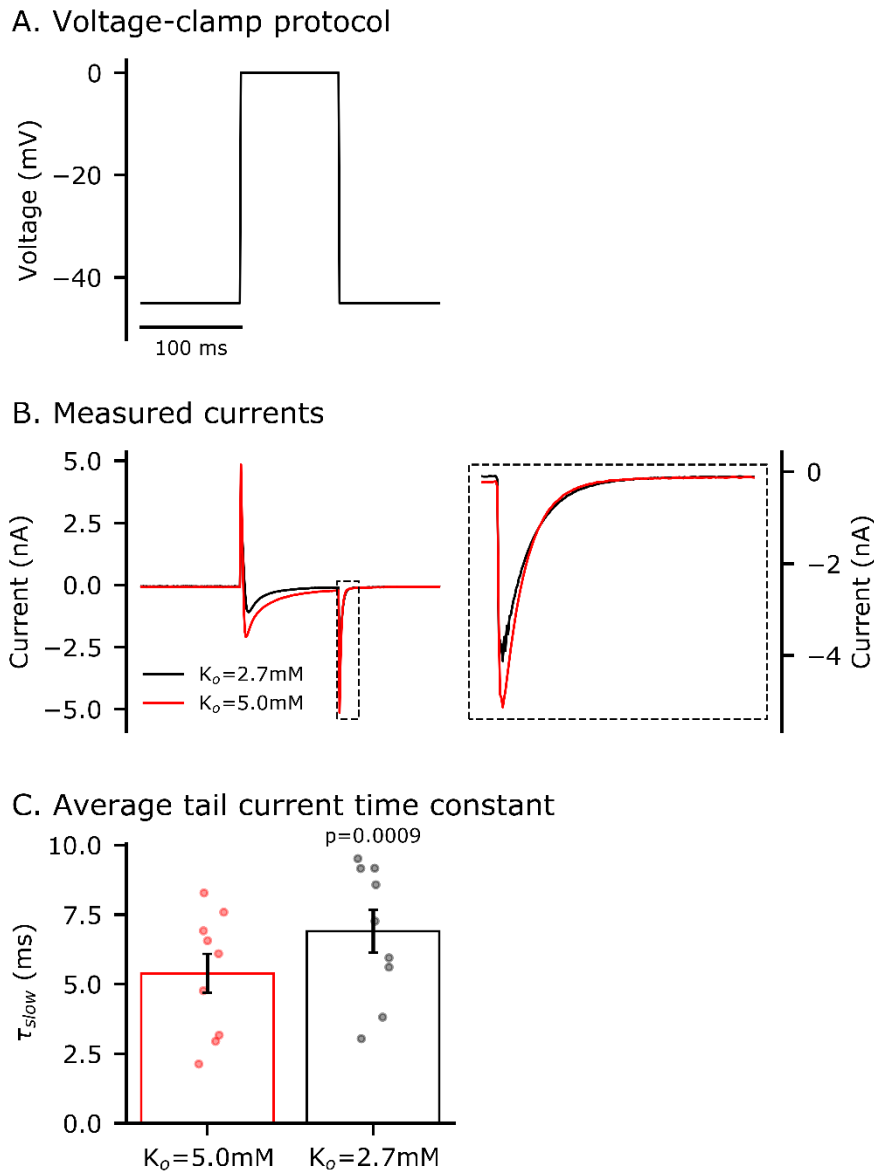 A. Voltage-clamp protocol
0
−20
−40
Voltage (mV)
100 ms
B. Measured currents
5.0
2.5
0.0
−2.5
−5.0
Current (nA)
K₀=2.7mM
K₀=5.0mM
0
−2
−4
Current (nA)
C. Average tail current time constant
p=0.0009
10.0
7.5
5.0
2.5
0.0
τslow (ms)
Kₒ=5.0mM
Kₒ=2.7mM